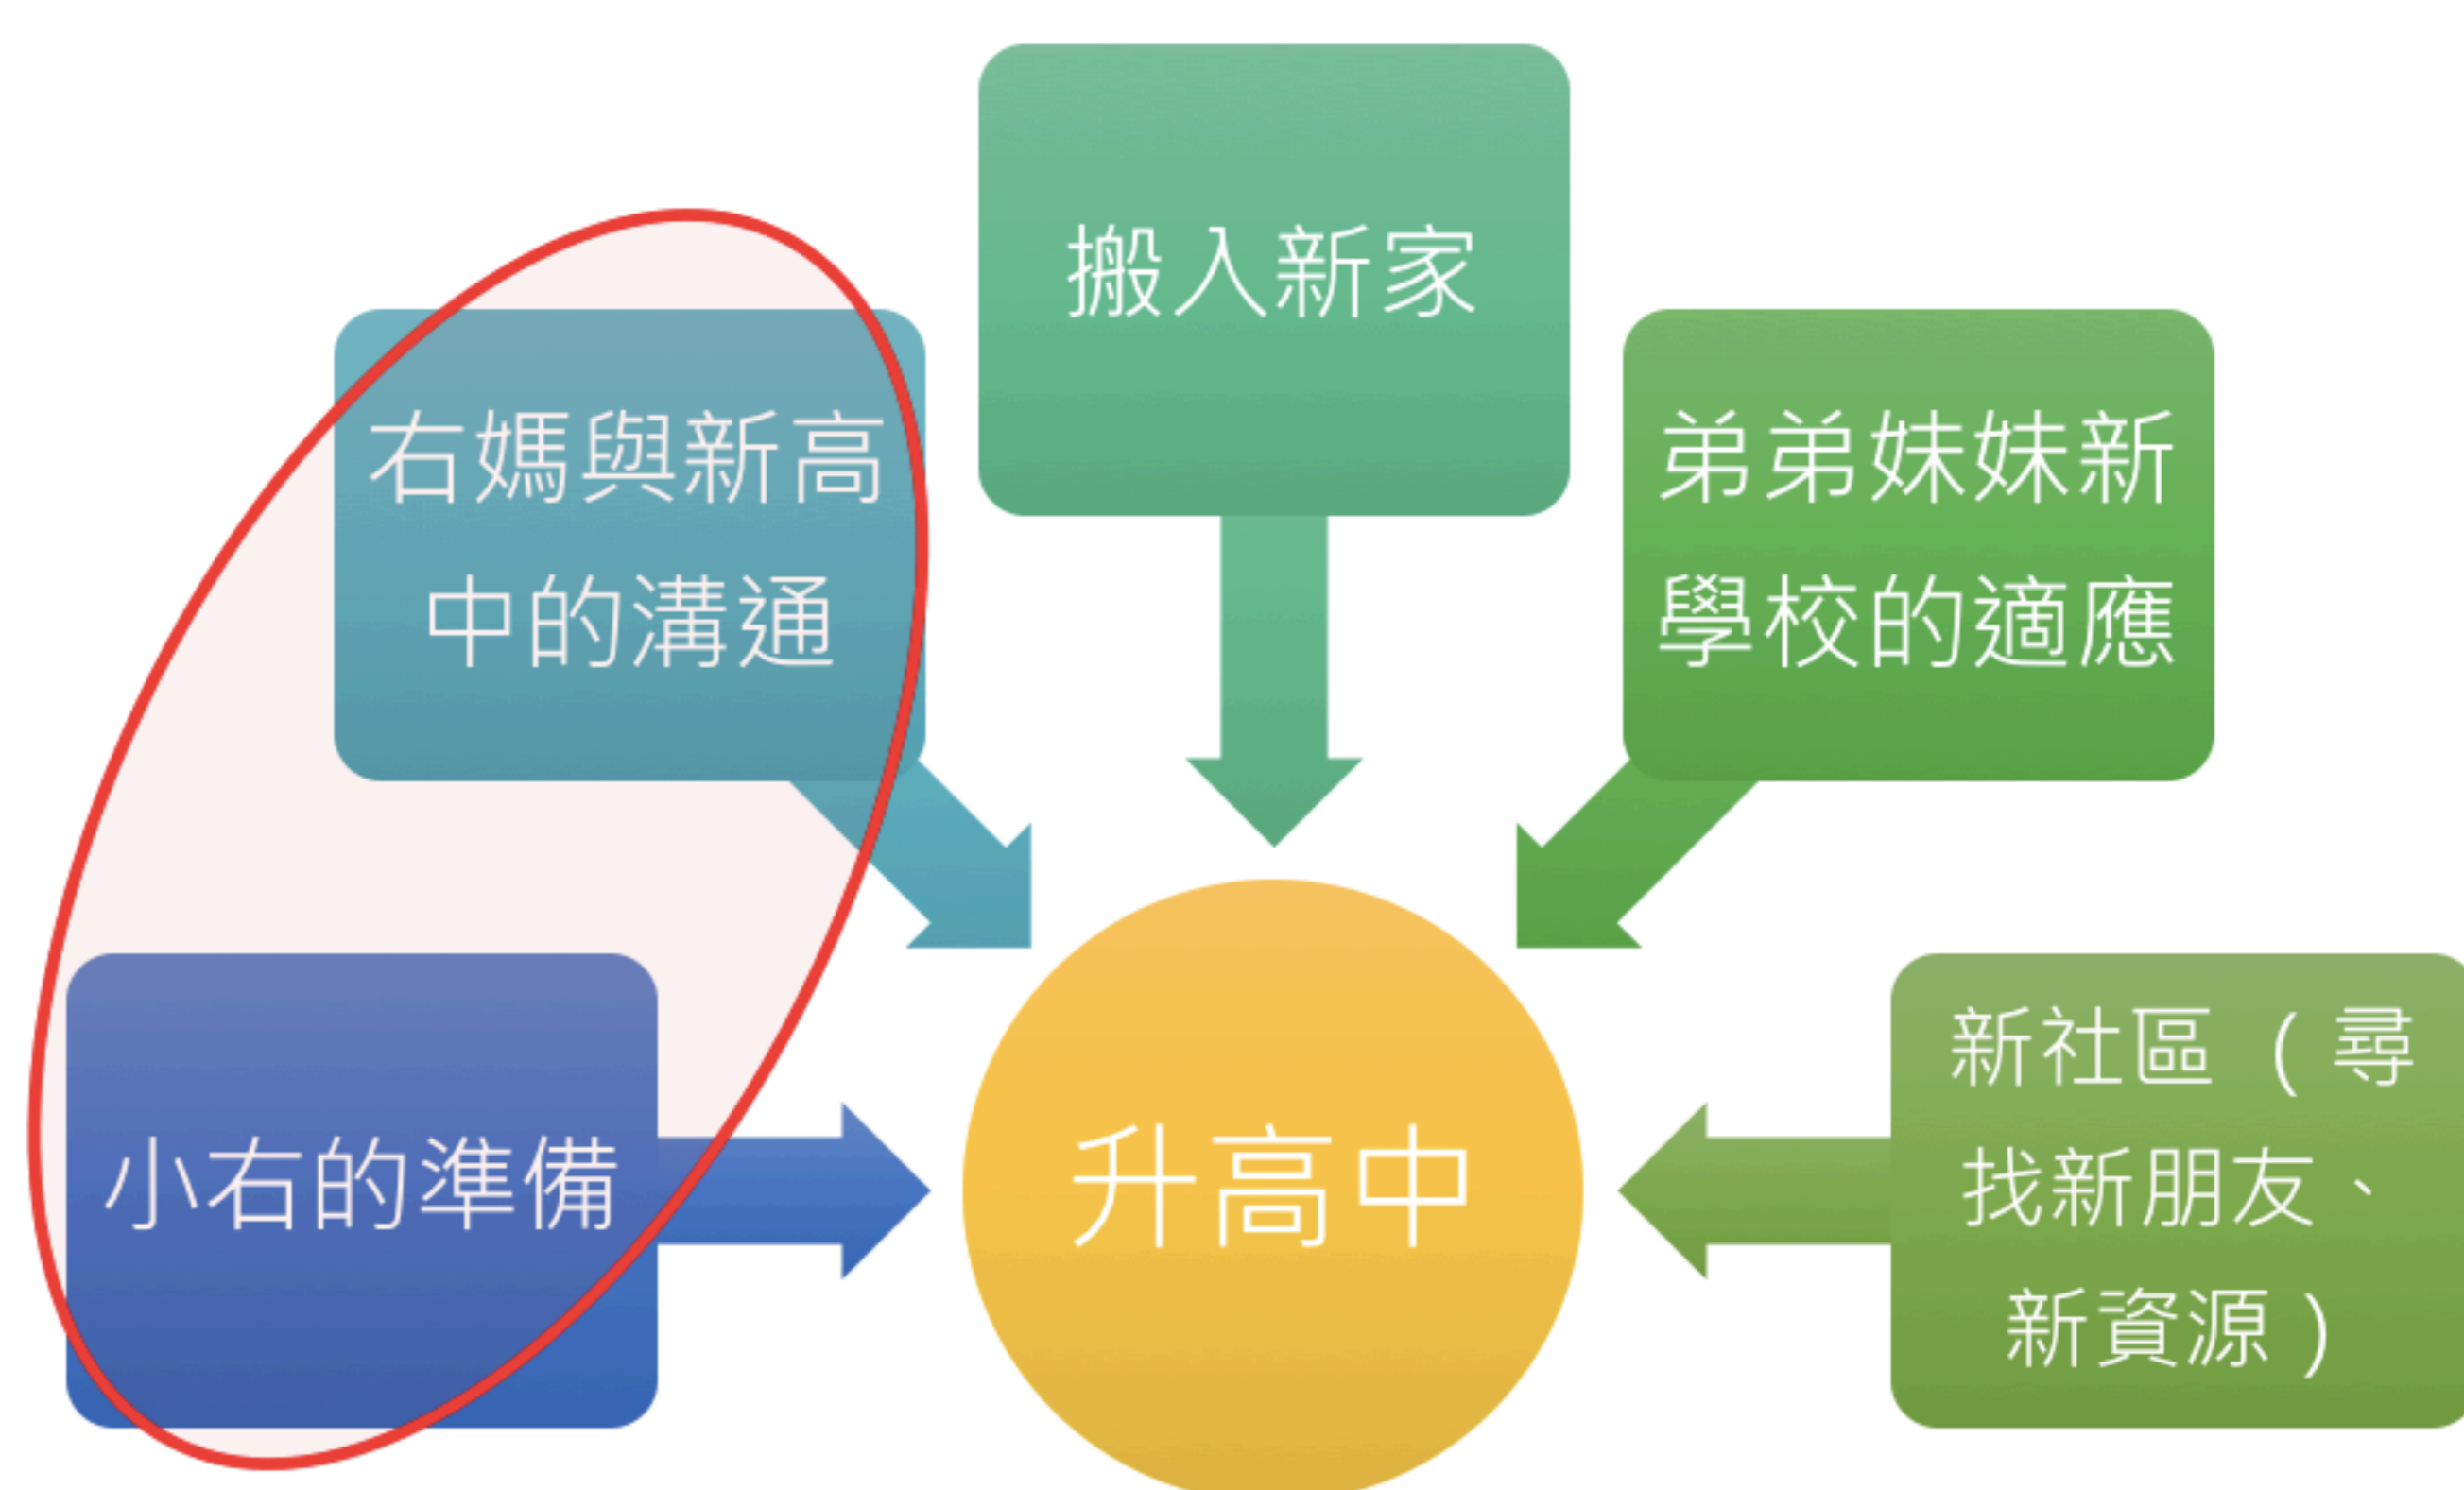 搬入新家
右媽與新高
中的溝通
弟弟妹妹新
學校的適應
小右的準備
升高中
新社區（尋
找新朋友、
新資源）